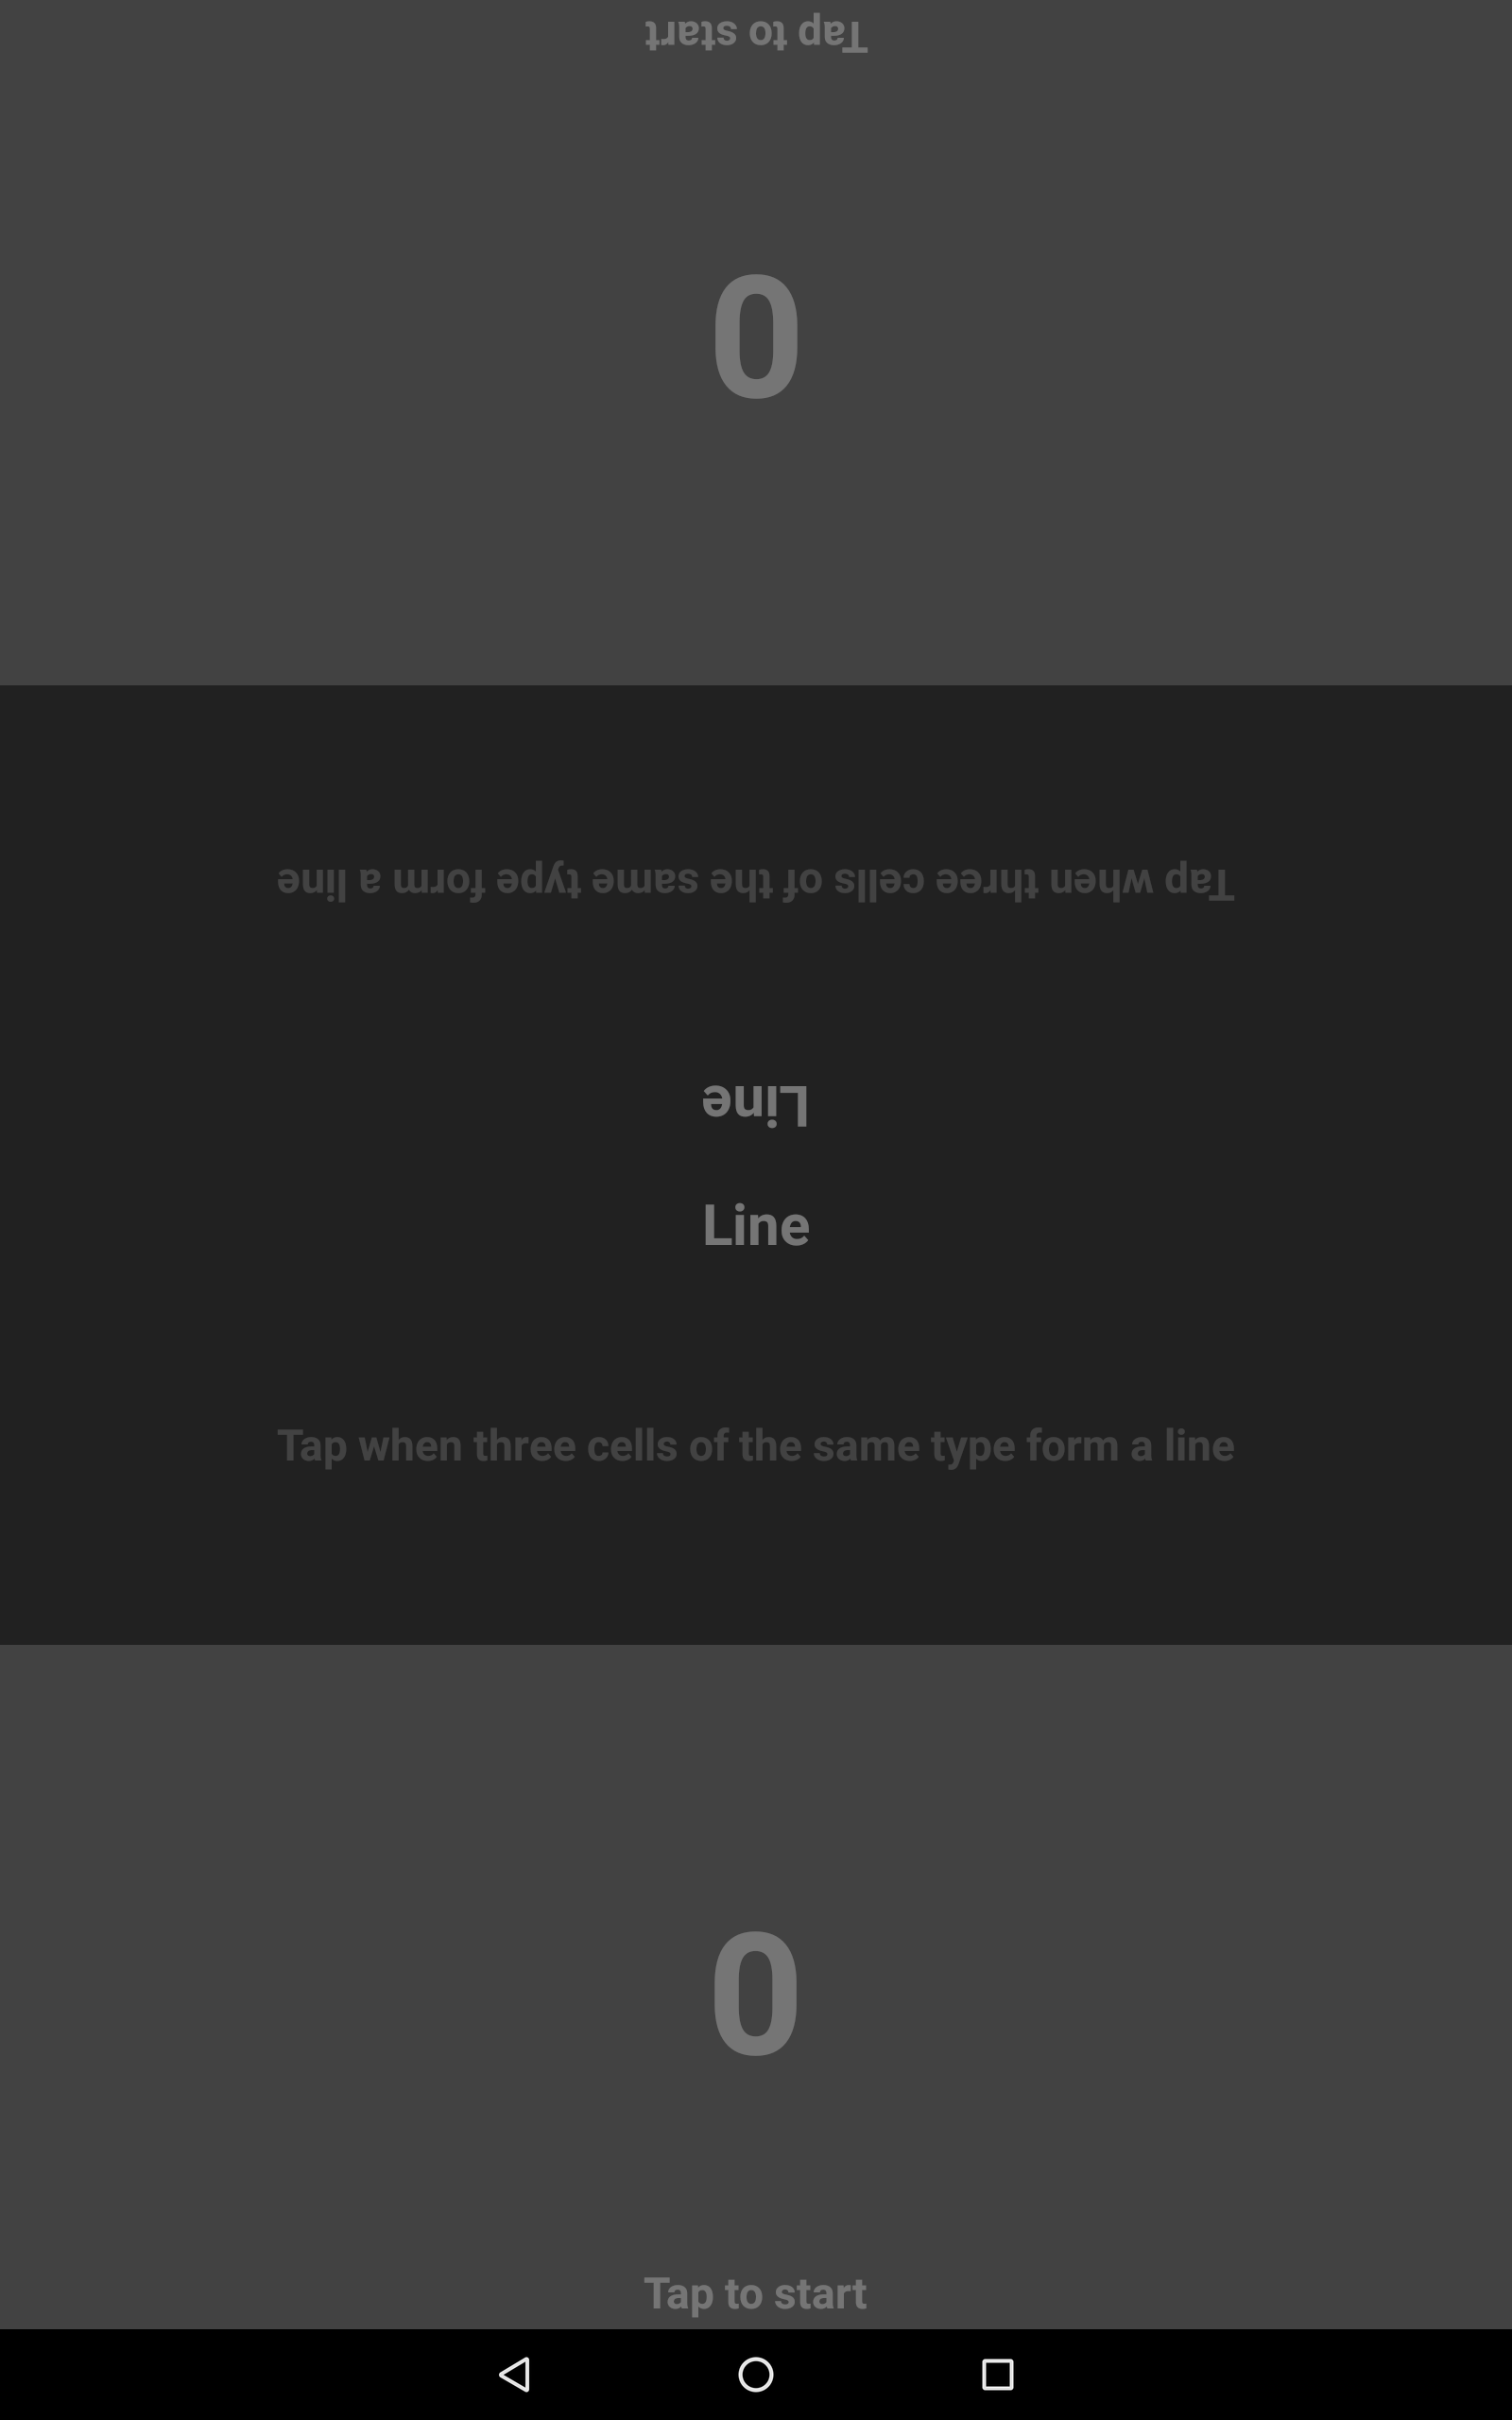 Tap to start
0
Tap when three cells of the same type form a line
Line
Line
Tap when three cells of the same type form a line
0
Tap to start